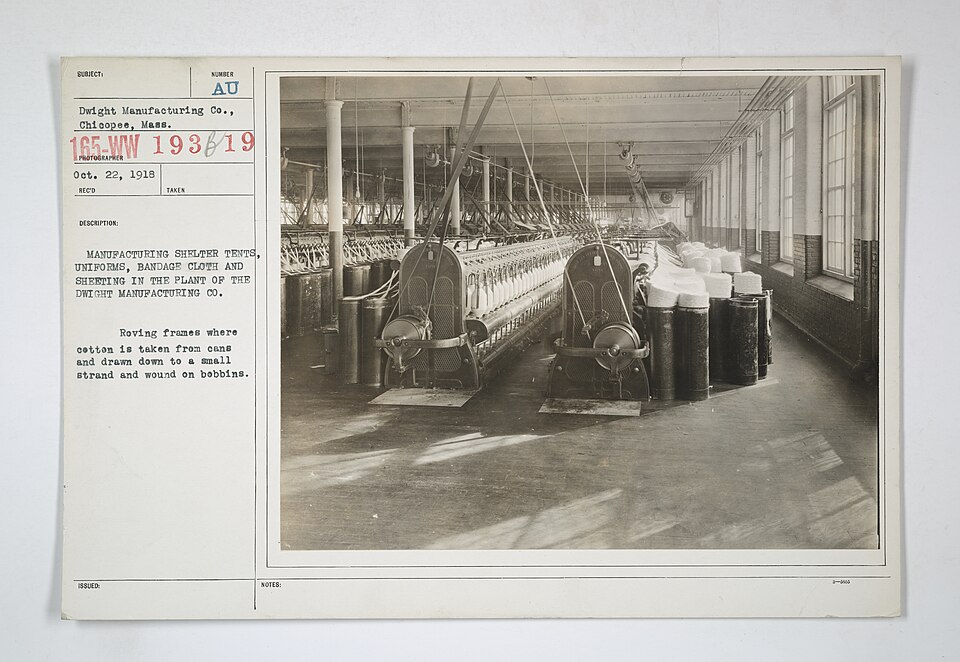 SUBJECT:
NUMBER
AU
Dwight Manufacturing Co.,
Chicopee, Mass.
165-WW 193B19
PHOTOGRAPHER
Oct. 22, 1918
REC'D
TAKEN
DESCRIPTION:
MANUFACTURING SHELTER TENTS,
UNIFORMS, BANDAGE CLOTH AND
SHEETING IN THE PLANT OF THE
DWIGHT MANUFACTURING CO.
Roving frames where
cotton is taken from cans
and drawn down to a small
strand and wound on bobbins.
ISSUED:
NOTES: